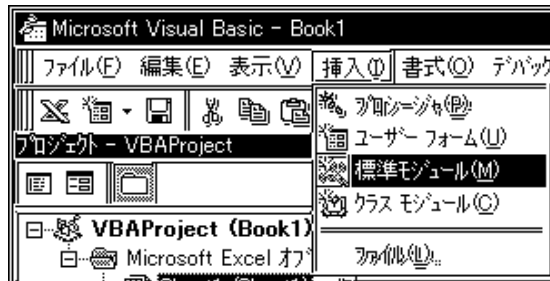 Microsoft Visual Basic - Book1
ファイル(F) 編集(E) 表示(V) 挿入(I) 書式(O) デバッグ
プロシージャ(P)
ユーザー フォーム(U)
プロジェクト - VBAProject
標準モジュール(M)
クラス モジュール(C)
VBAProject (Book1)
Microsoft Excel オブ
ファイル(L)...